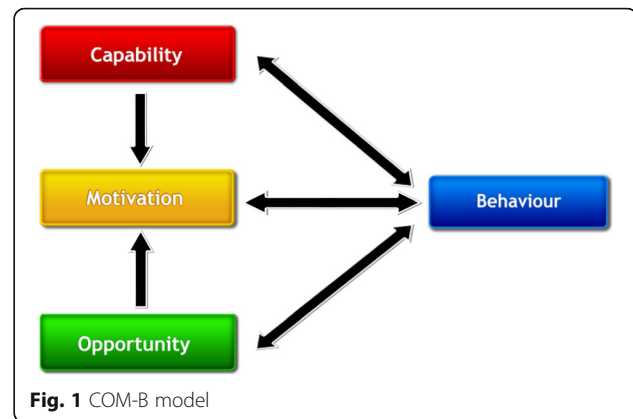 Capability
Motivation
Behaviour
Opportunity
Fig. 1 COM-B model